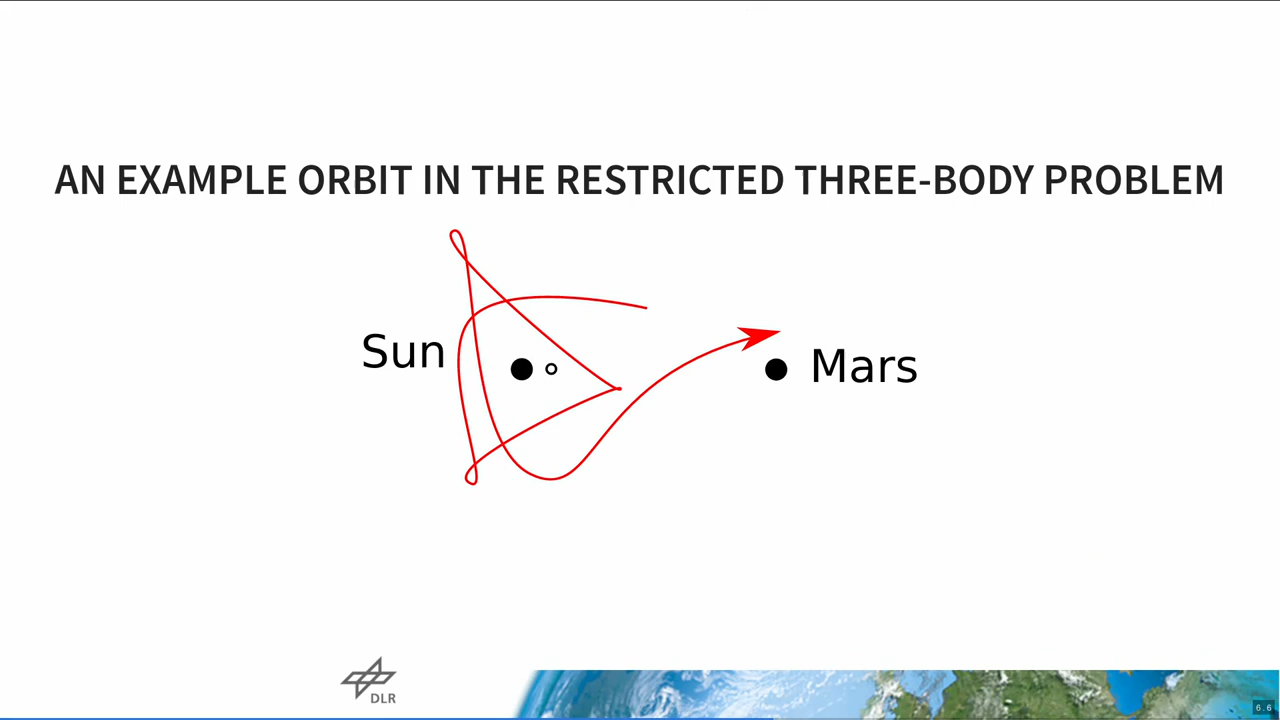 AN EXAMPLE ORBIT IN THE RESTRICTED THREE-BODY PROBLEM
Sun
Mars
DLR
6.6